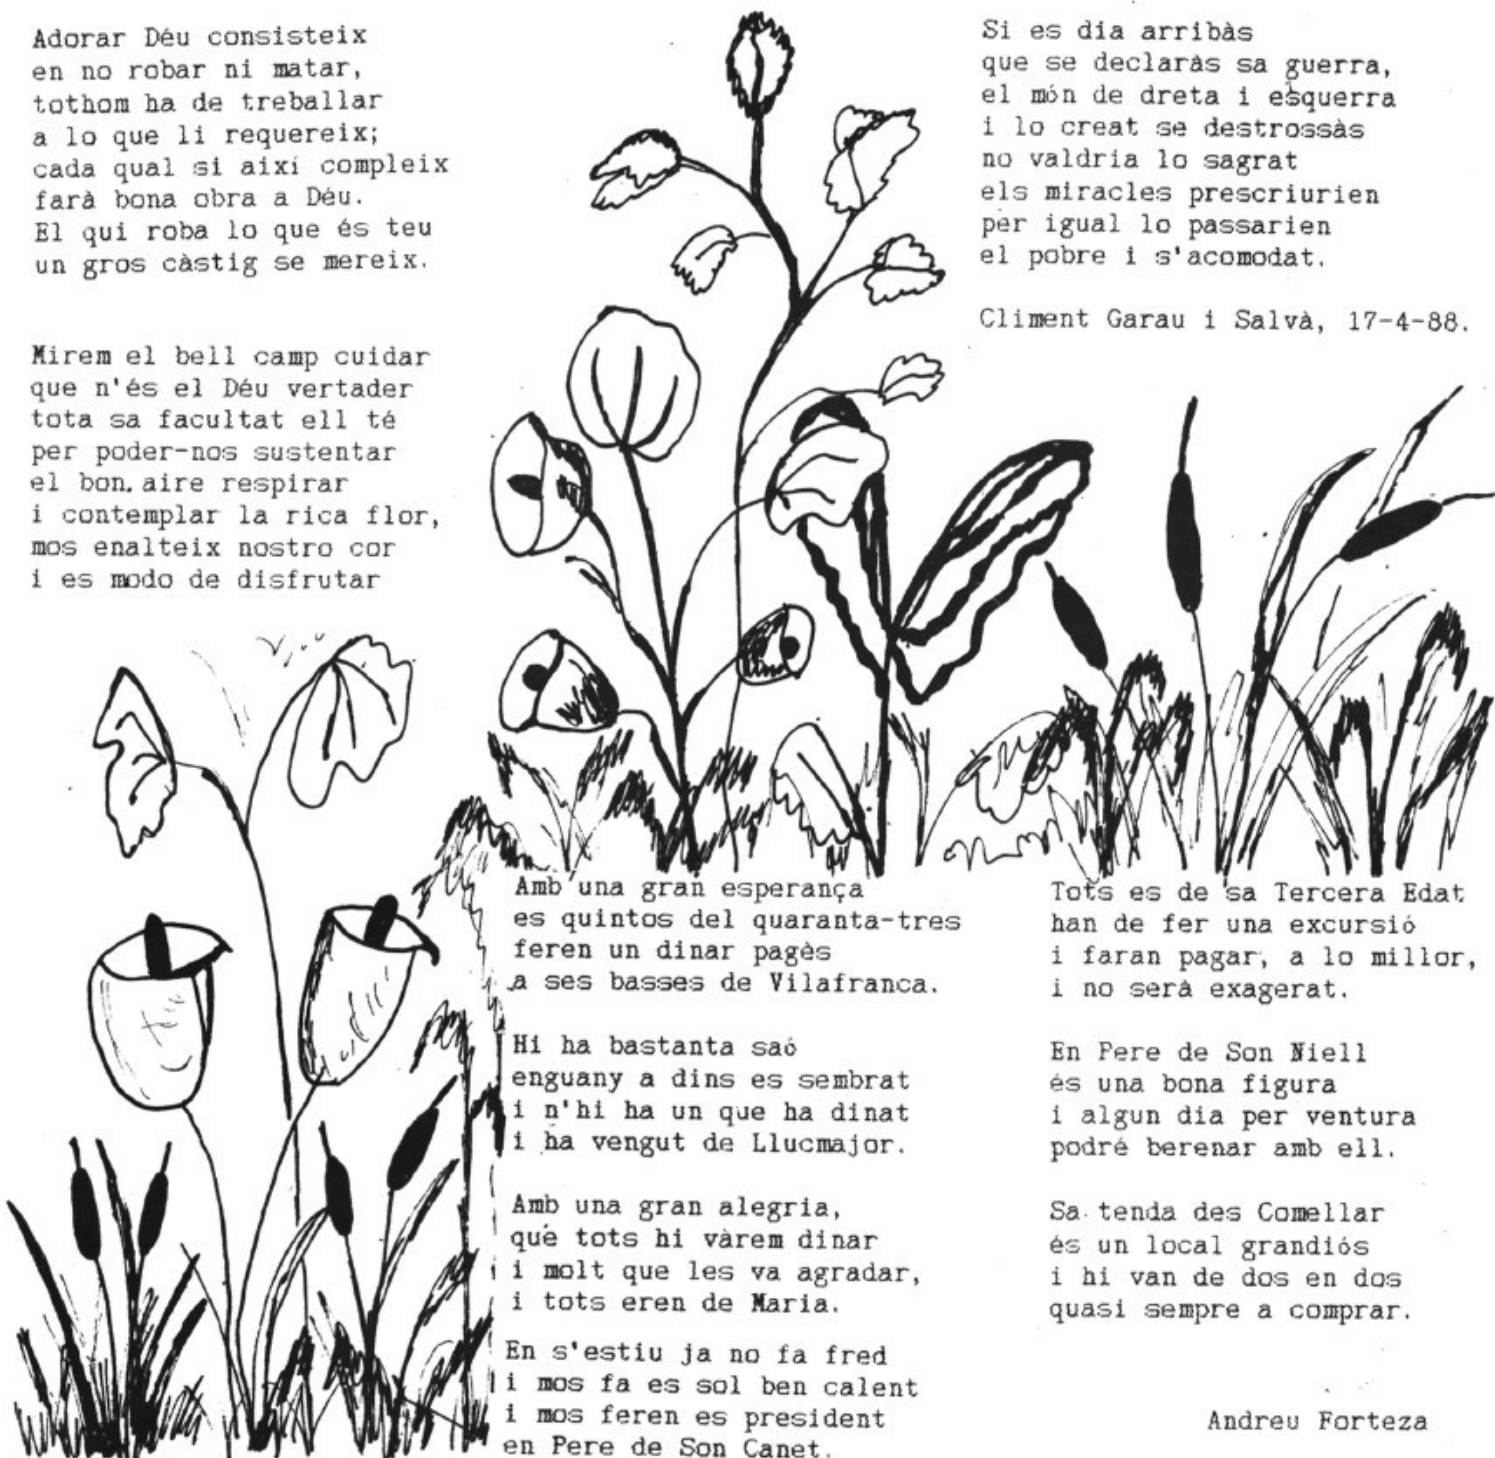 Adorar Déu consisteix
en no robar ni matar,
tothom ha de treballar
a lo que li requereix;
cada qual si així compleix
farà bona obra a Déu.
El qui roba lo que és teu
un gros càstig se mereix.

Mirem el bell camp cuidar
que n'és el Déu vertader
tota sa facultat ell té
per poder-nos sustentar
el bon aire respirar
i contemplar la rica flor,
mos enalteix nostro cor
i es modo de disfrutar

Si es dia arribàs
que se declaràs sa guerra,
el món de dreta i esquerra
i lo creat se destrossàs
no valdria lo sagrat
els miracles prescriurien
per igual lo passarien
el pobre i s'acomodat.

Climent Garau i Salvà, 17-4-88.

Amb una gran esperança
es quintos del quaranta-tres
feren un dinar pagès
a ses basses de Vilafranca.

Hi ha bastanta saó
enguany a dins es sembrat
i n'hi ha un que ha dinat
i ha vengut de Llucmajor.

Amb una gran alegria,
què tots hi vàrem dinar
i molt que les va agradar,
i tots eren de Maria.

En s'estiu ja no fa fred
i mos fa es sol ben calent
i mos feren es president
en Pere de Son Canet.

Tots es de sa Tercera Edat
han de fer una excursió
i faran pagar, a lo millor,
i no serà exagerat.

En Pere de Son Niell
és una bona figura
i algun dia per ventura
podré berenar amb ell.

Sa tenda des Comellar
és un local grandiós
i hi van de dos en dos
quasi sempre a comprar.

Andreu Forteza